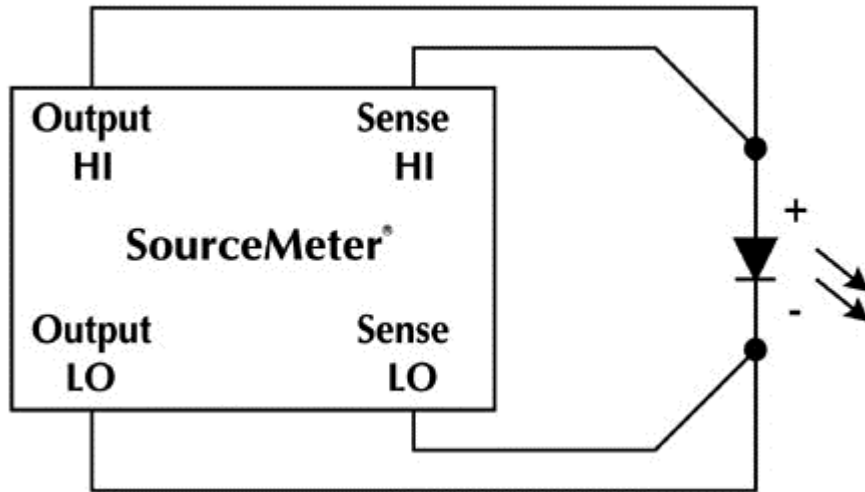 Output Sense
HI HI
+
SourceMeter®
-
Output Sense
LO LO